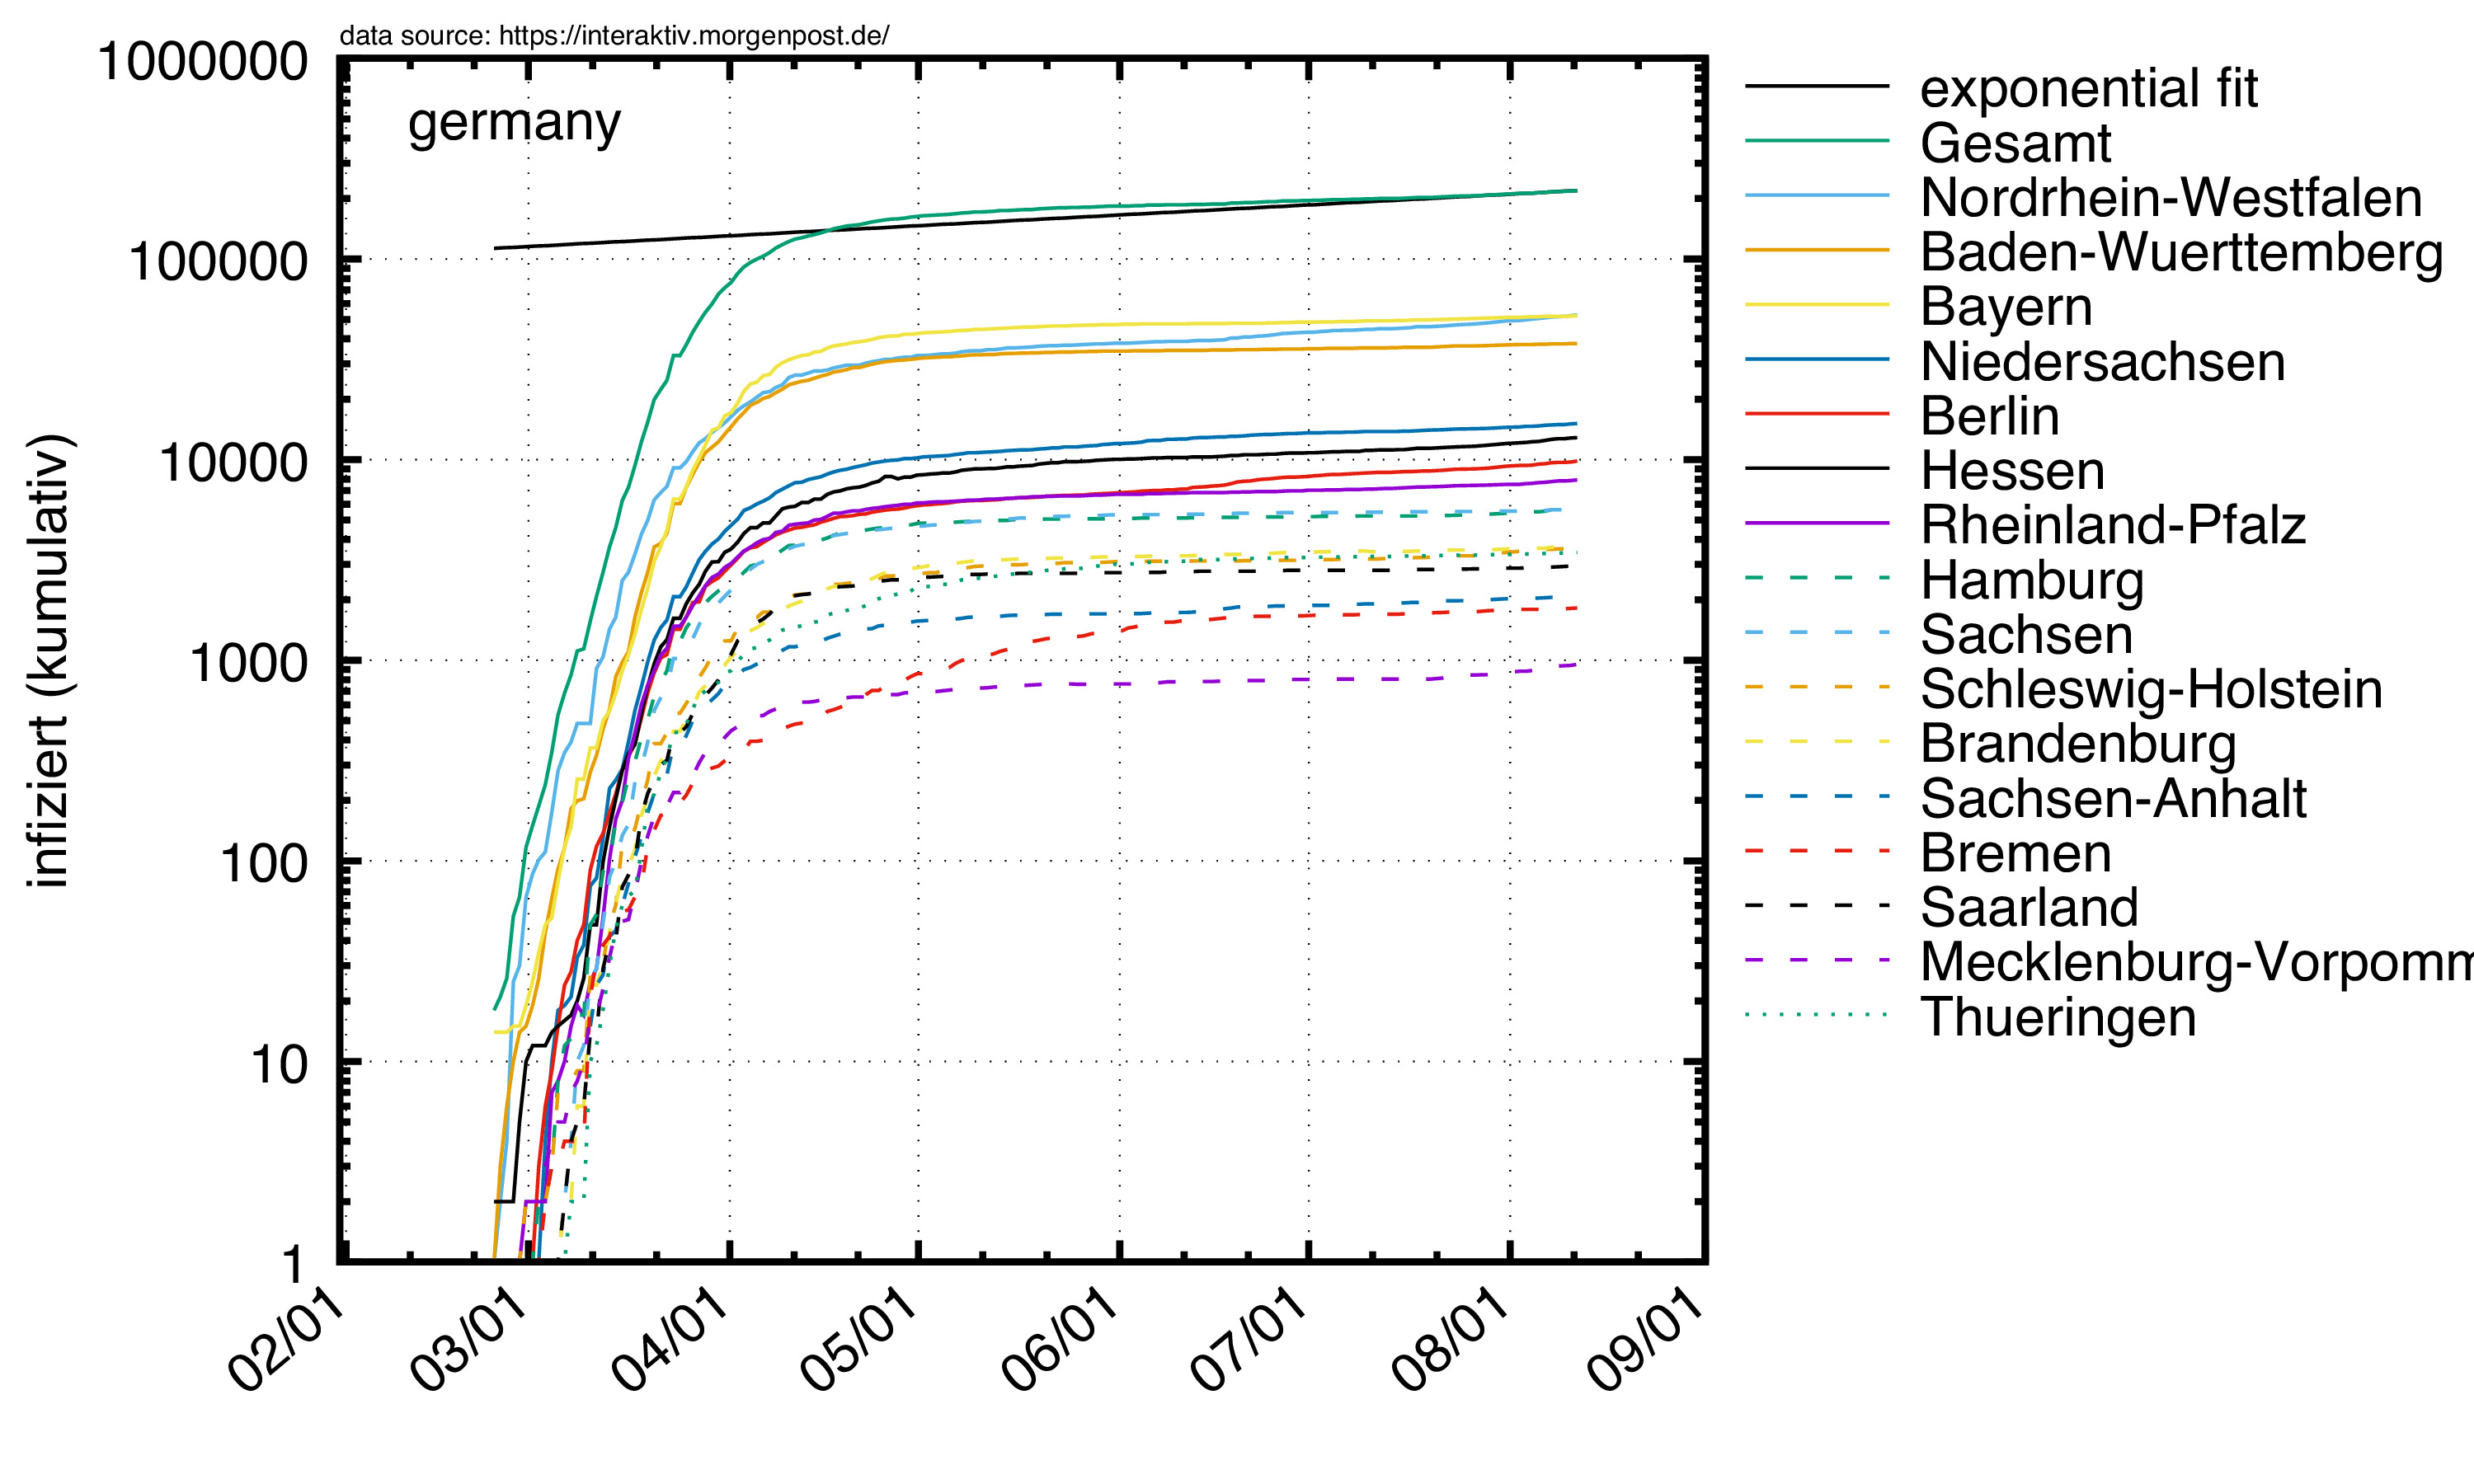 data source: https://interaktiv.morgenpost.de/
germany
infiziert (kumulativ)
1000000
100000
10000
1000
100
10
1
02/01
03/01
04/01
05/01
06/01
07/01
08/01
09/01
exponential fit
Gesamt
Nordrhein-Westfalen
Baden-Wuerttemberg
Bayern
Niedersachsen
Berlin
Hessen
Rheinland-Pfalz
Hamburg
Sachsen
Schleswig-Holstein
Brandenburg
Sachsen-Anhalt
Bremen
Saarland
Mecklenburg-Vorpomm
Thueringen